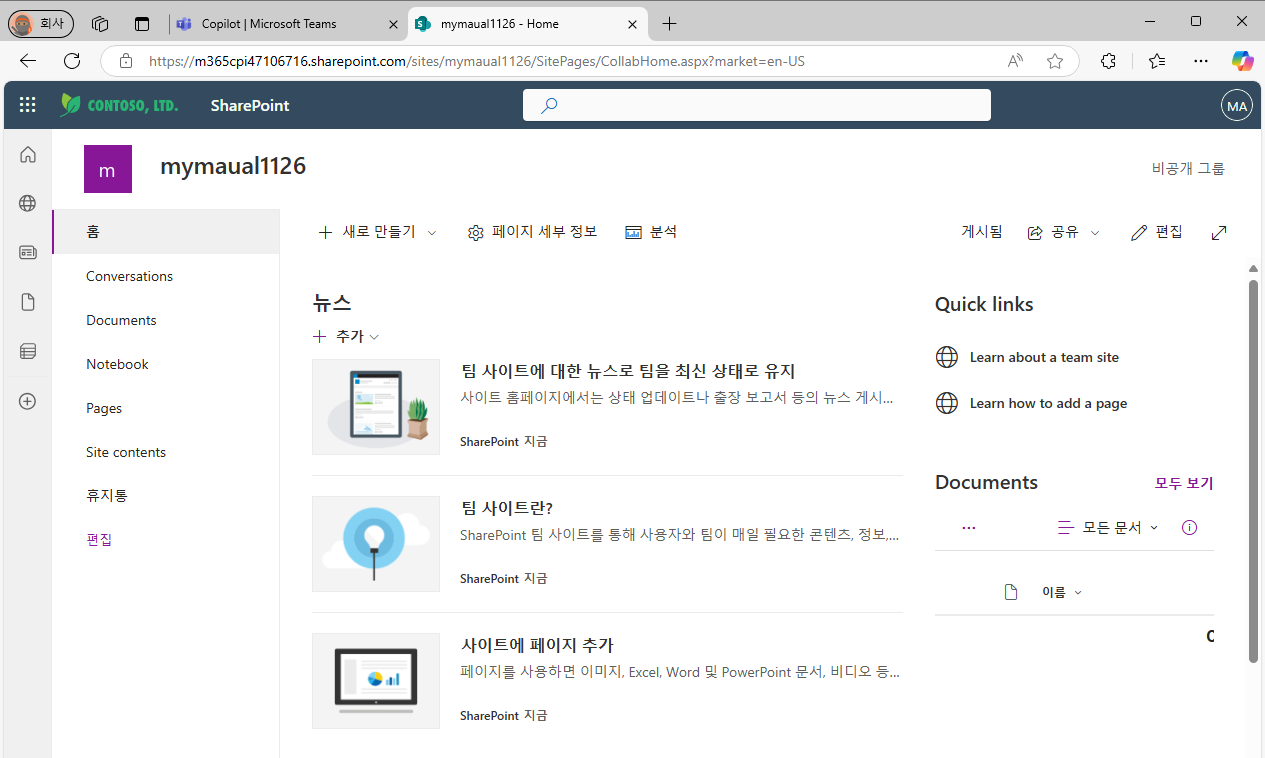 회사
Copilot | Microsoft Teams
mymaual1126 - Home
https://m365cpi47106716.sharepoint.com/sites/mymaual1126/SitePages/CollabHome.aspx?market=en-US
CONTOSO, LTD.
SharePoint
MA
m
mymaual1126
비공개 그룹
홈
Conversations
Documents
Notebook
Pages
Site contents
휴지통
편집
새로 만들기
페이지 세부 정보
분석
게시됨
공유
편집
뉴스
추가
팀 사이트에 대한 뉴스로 팀을 최신 상태로 유지
사이트 홈페이지에서는 상태 업데이트나 출장 보고서 등의 뉴스 게시...
SharePoint 지금
팀 사이트란?
SharePoint 팀 사이트를 통해 사용자와 팀이 매일 필요한 콘텐츠, 정보,...
SharePoint 지금
사이트에 페이지 추가
페이지를 사용하면 이미지, Excel, Word 및 PowerPoint 문서, 비디오 등...
SharePoint 지금
Quick links
Learn about a team site
Learn how to add a page
Documents
모두 보기
모든 문서
이름